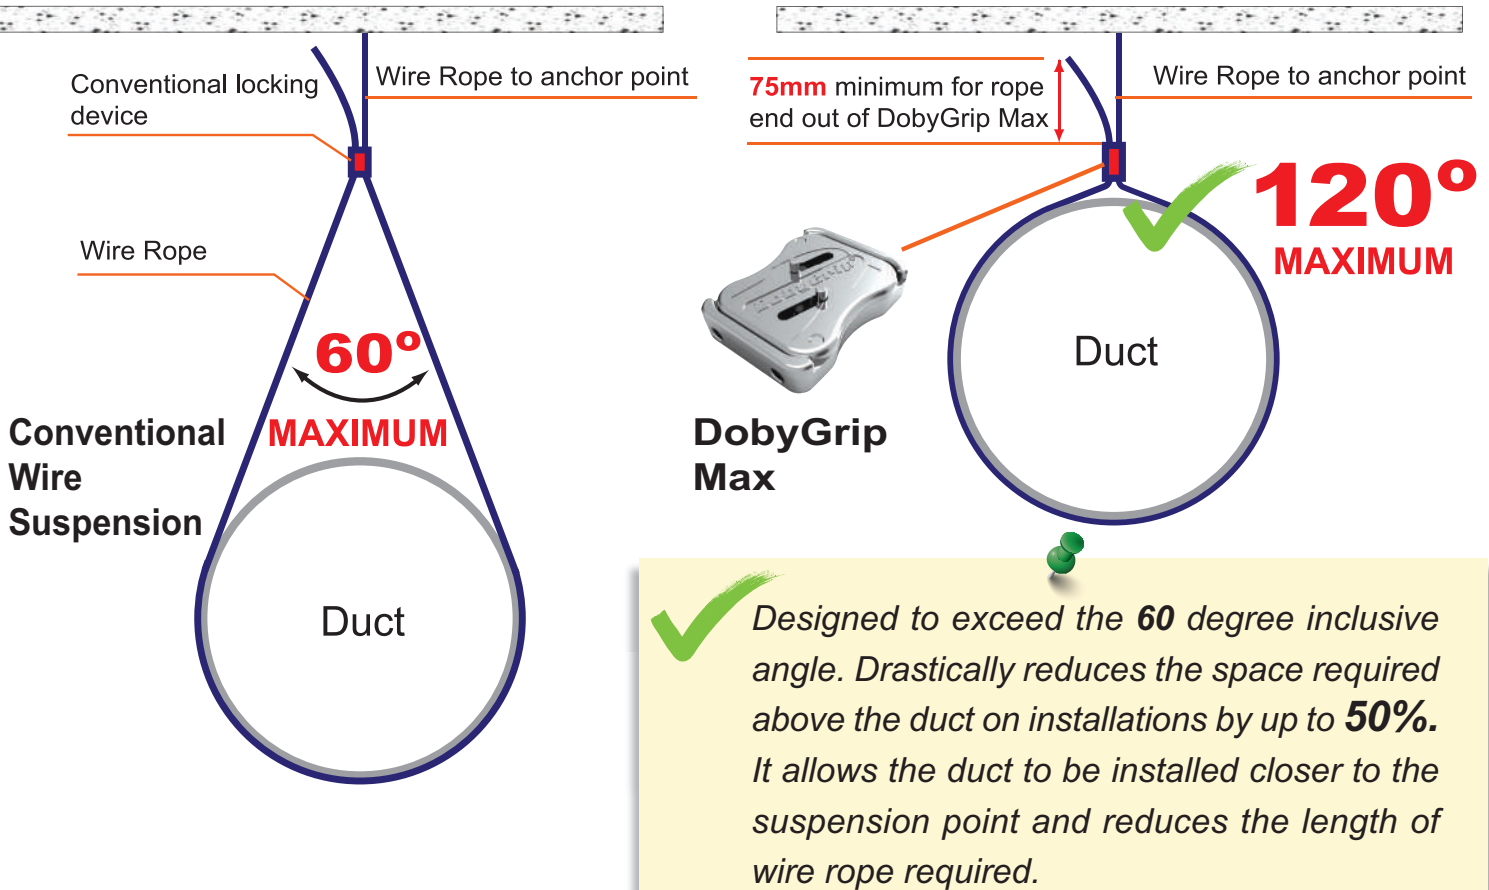 Conventional locking
device
Wire Rope to anchor point
Wire Rope
60º
MAXIMUM
Conventional
Wire
Suspension
Duct
75mm minimum for rope
end out of DobyGrip Max
Wire Rope to anchor point
120º
MAXIMUM
Duct
DobyGrip
Max
Designed to exceed the 60 degree inclusive
angle. Drastically reduces the space required
above the duct on installations by up to 50%.
It allows the duct to be installed closer to the
suspension point and reduces the length of
wire rope required.